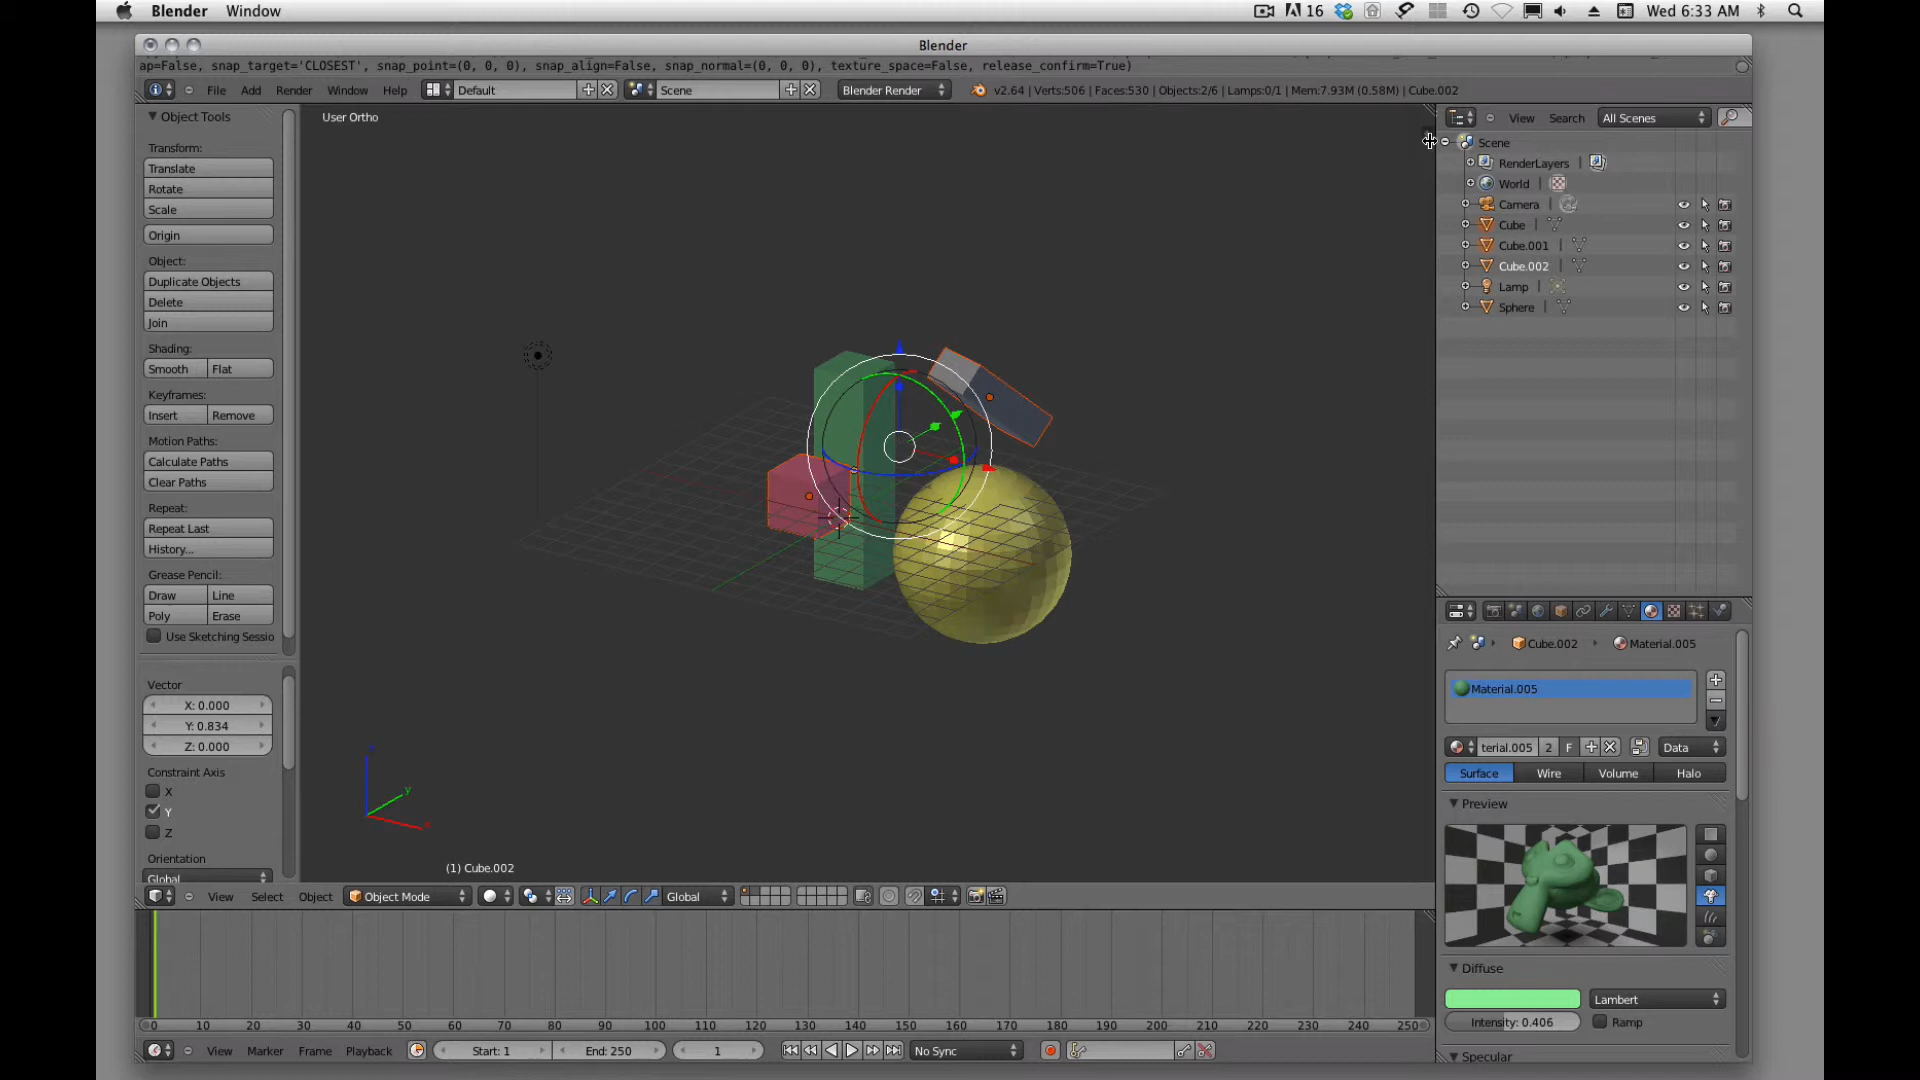 Blender Window 16 Wed 6:33 AM
Blender
ap=False, snap_target='CLOSEST', snap_point=(0, 0, 0), snap_align=False, snap_normal=(0, 0, 0), texture_space=False, release_confirm=True)
File Add Render Window Help Default Scene Blender Render v2.64 | Verts:506 | Faces:530 | Objects:2/6 | Lamps:0/1 | Mem:7.93M (0.58M) | Cube.002
Object Tools
Transform:
Translate
Rotate
Scale
Origin
Object:
Duplicate Objects
Delete
Join
Shading:
Smooth Flat
Keyframes:
Insert Remove
Motion Paths:
Calculate Paths
Clear Paths
Repeat:
Repeat Last
History...
Grease Pencil:
Draw Line
Poly Erase
Use Sketching Sessio
Vector
X: 0.000
Y: 0.834
Z: 0.000
Constraint Axis
X
Y
Z
Orientation
Global
User Ortho
z
y
x
(1) Cube.002
View Select Object Object Mode Global
View Search All Scenes
Scene
RenderLayers |
World |
Camera |
Cube |
Cube.001 |
Cube.002 |
Lamp |
Sphere |
Cube.002 Material.005
Material.005
terial.005 2 F Data
Surface Wire Volume Halo
Preview
Diffuse
Lambert
Intensity: 0.406 Ramp
Specular
0 10 20 30 40 50 60 70 80 90 100 110 120 130 140 150 160 170 180 190 200 210 220 230 240 250
View Marker Frame Playback Start: 1 End: 250 1 No Sync